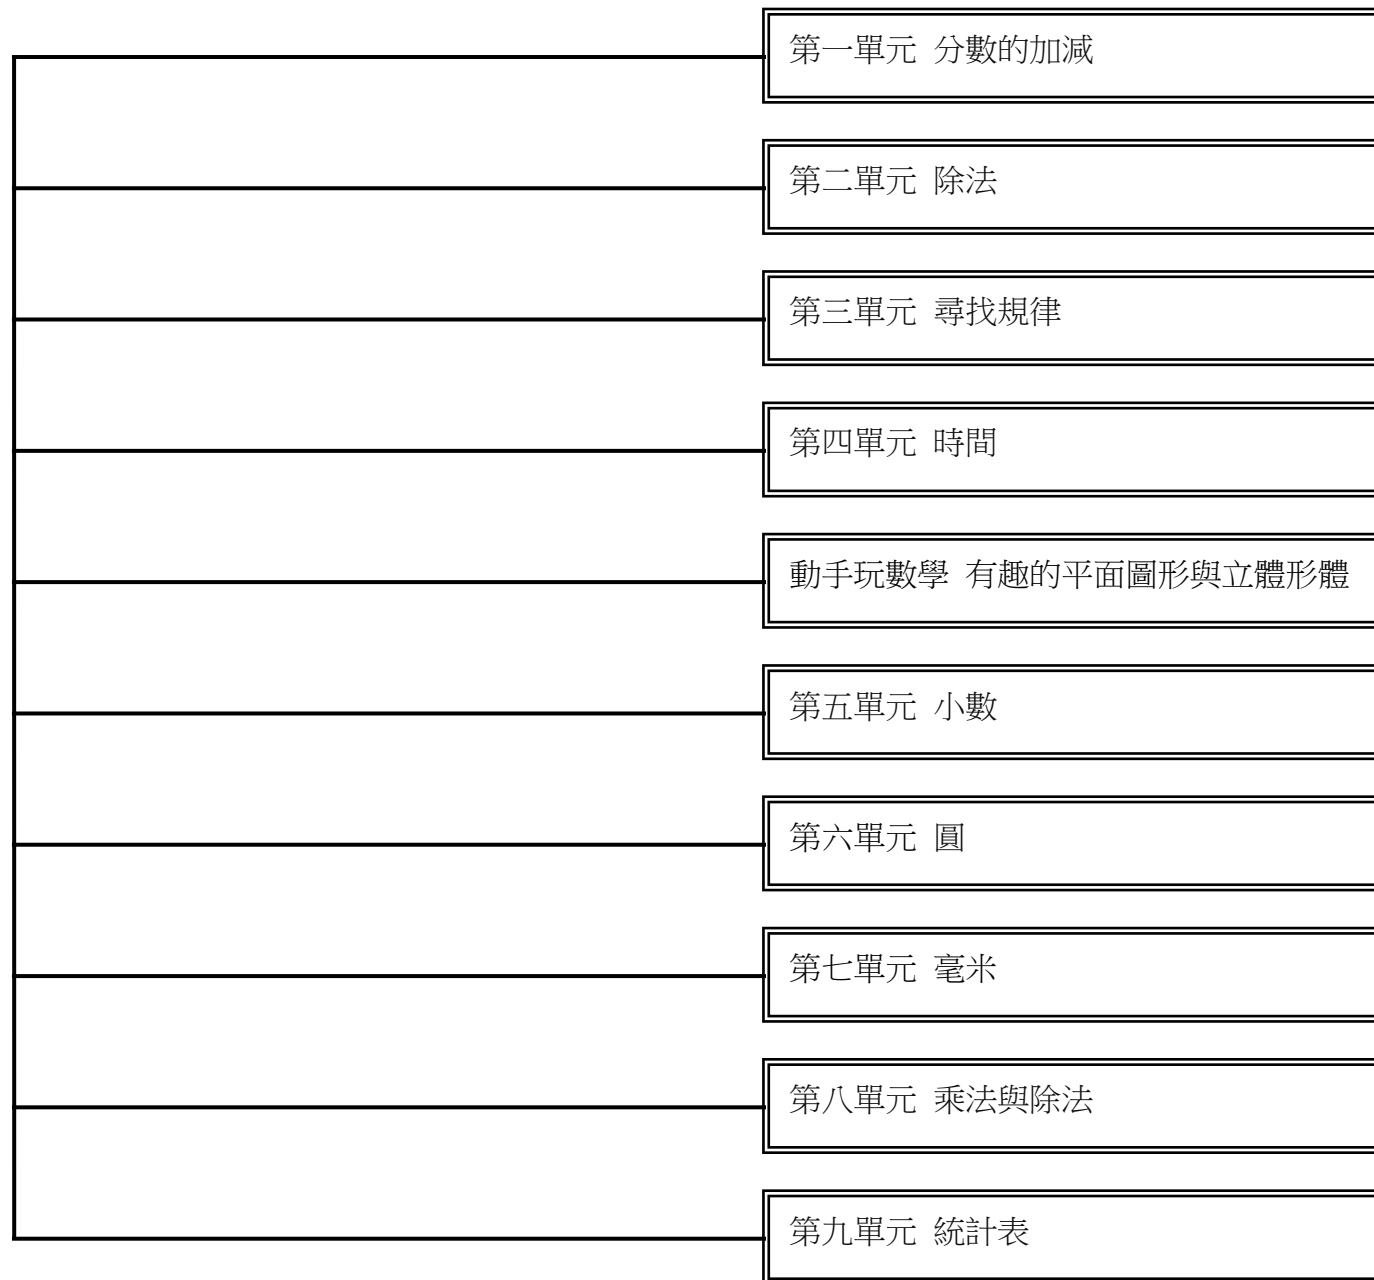 第一單元 分數的加減
第二單元 除法
第三單元 尋找規律
第四單元 時間
動手玩數學 有趣的平面圖形與立體形體
第五單元 小數
第六單元 圓
第七單元 毫米
第八單元 乘法與除法
第九單元 統計表